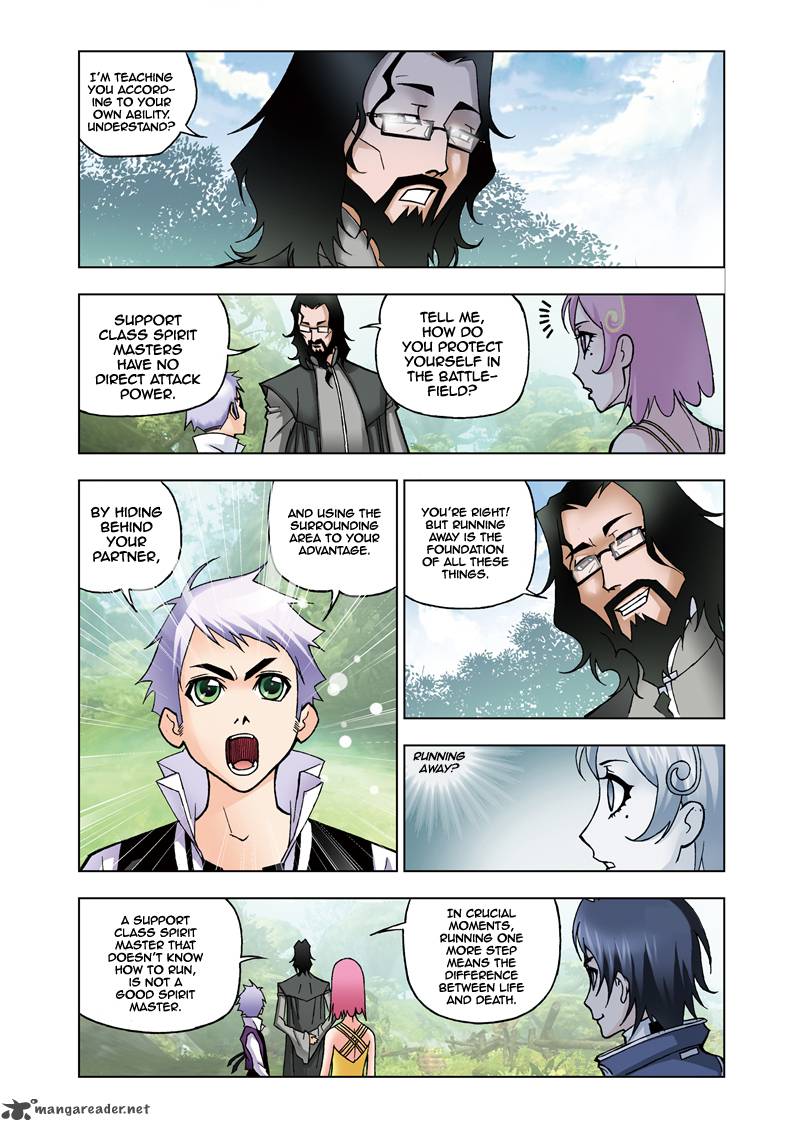 I'M TEACHING
YOU ACCORD-
ING TO YOUR
OWN ABILITY.
UNDERSTAND?
SUPPORT
CLASS SPIRIT
MASTERS
HAVE NO
DIRECT ATTACK
POWER.
TELL ME,
HOW DO
YOU PROTECT
YOURSELF IN
THE BATTLE-
FIELD?
BY HIDING
BEHIND
YOUR
PARTNER,
AND USING THE
SURROUNDING
AREA TO YOUR
ADVANTAGE.
YOU'RE RIGHT!
BUT RUNNING
AWAY IS THE
FOUNDATION
OF ALL THESE
THINGS.
RUNNING
AWAY?
A SUPPORT
CLASS SPIRIT
MASTER THAT
DOESN'T KNOW
HOW TO RUN,
IS NOT A
GOOD SPIRIT
MASTER.
IN CRUCIAL
MOMENTS,
RUNNING ONE
MORE STEP
MEANS THE
DIFFERENCE
BETWEEN LIFE
AND DEATH.
mangareader.net